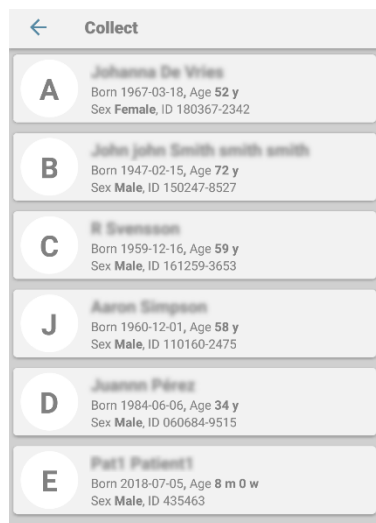 Collect
A
Born 1967-03-18, Age 52 y
Sex Female, ID 180367-2342
B
Born 1947-02-15, Age 72 y
Sex Male, ID 150247-8527
C
Born 1959-12-16, Age 59 y
Sex Male, ID 161259-3653
J
Born 1960-12-01, Age 58 y
Sex Male, ID 110160-2475
D
Born 1984-06-06, Age 34 y
Sex Male, ID 060684-9515
E
Born 2018-07-05, Age 8 m 0 w
Sex Male, ID 435463